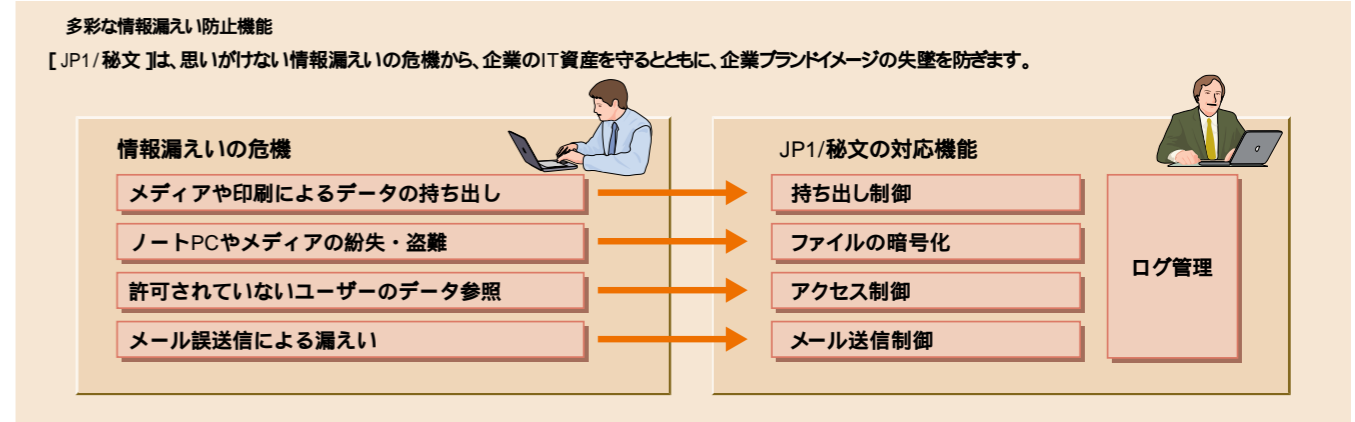 多彩な情報漏えい防止機能
[ JP1/秘文 ]は、思いがけない情報漏えいの危機から、企業のIT資産を守るとともに、企業ブランドイメージの失墜を防ぎます。
情報漏えいの危機
メディアや印刷によるデータの持ち出し
ノートPCやメディアの紛失・盗難
許可されていないユーザーのデータ参照
メール誤送信による漏えい
JP1/秘文の対応機能
持ち出し制御
ファイルの暗号化
アクセス制御
メール送信制御
ログ管理